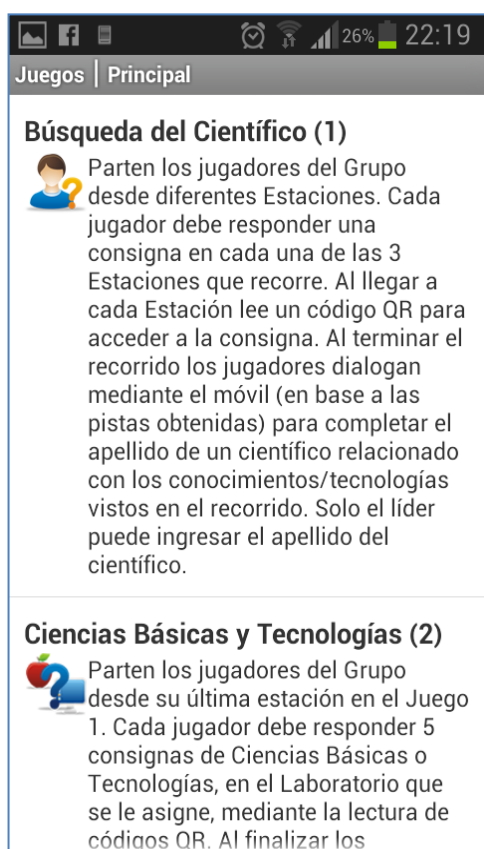 26% 22:19
Juegos | Principal
Búsqueda del Científico (1)
Parten los jugadores del Grupo
desde diferentes Estaciones. Cada
jugador debe responder una
consigna en cada una de las 3
Estaciones que recorre. Al llegar a
cada Estación lee un código QR para
acceder a la consigna. Al terminar el
recorrido los jugadores dialogan
mediante el móvil (en base a las
pistas obtenidas) para completar el
apellido de un científico relacionado
con los conocimientos/tecnologías
vistos en el recorrido. Solo el líder
puede ingresar el apellido del
científico.
Ciencias Básicas y Tecnologías (2)
Parten los jugadores del Grupo
desde su última estación en el Juego
1. Cada jugador debe responder 5
consignas de Ciencias Básicas o
Tecnologías, en el Laboratorio que
se le asigne, mediante la lectura de
códigos QR. Al finalizar los